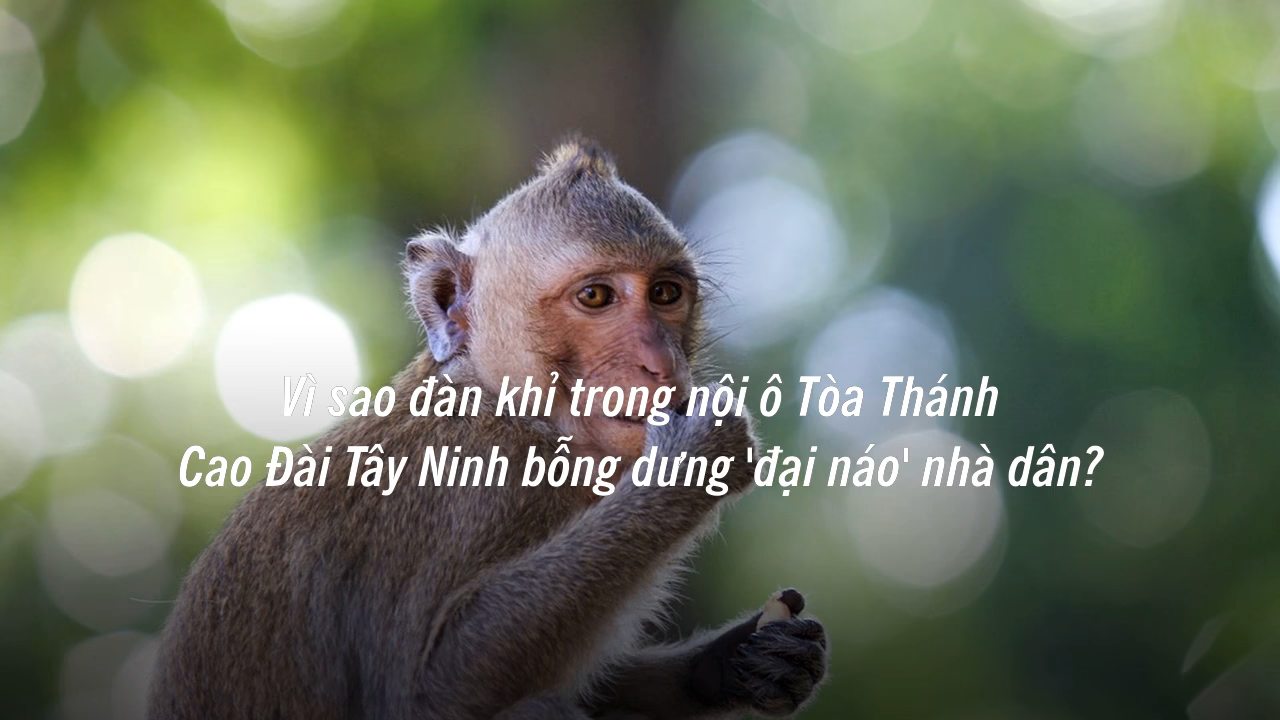 Vì sao đàn khỉ trong nội ô Tòa Thánh
Cao Đài Tây Ninh bỗng dưng 'đại náo' nhà dân?